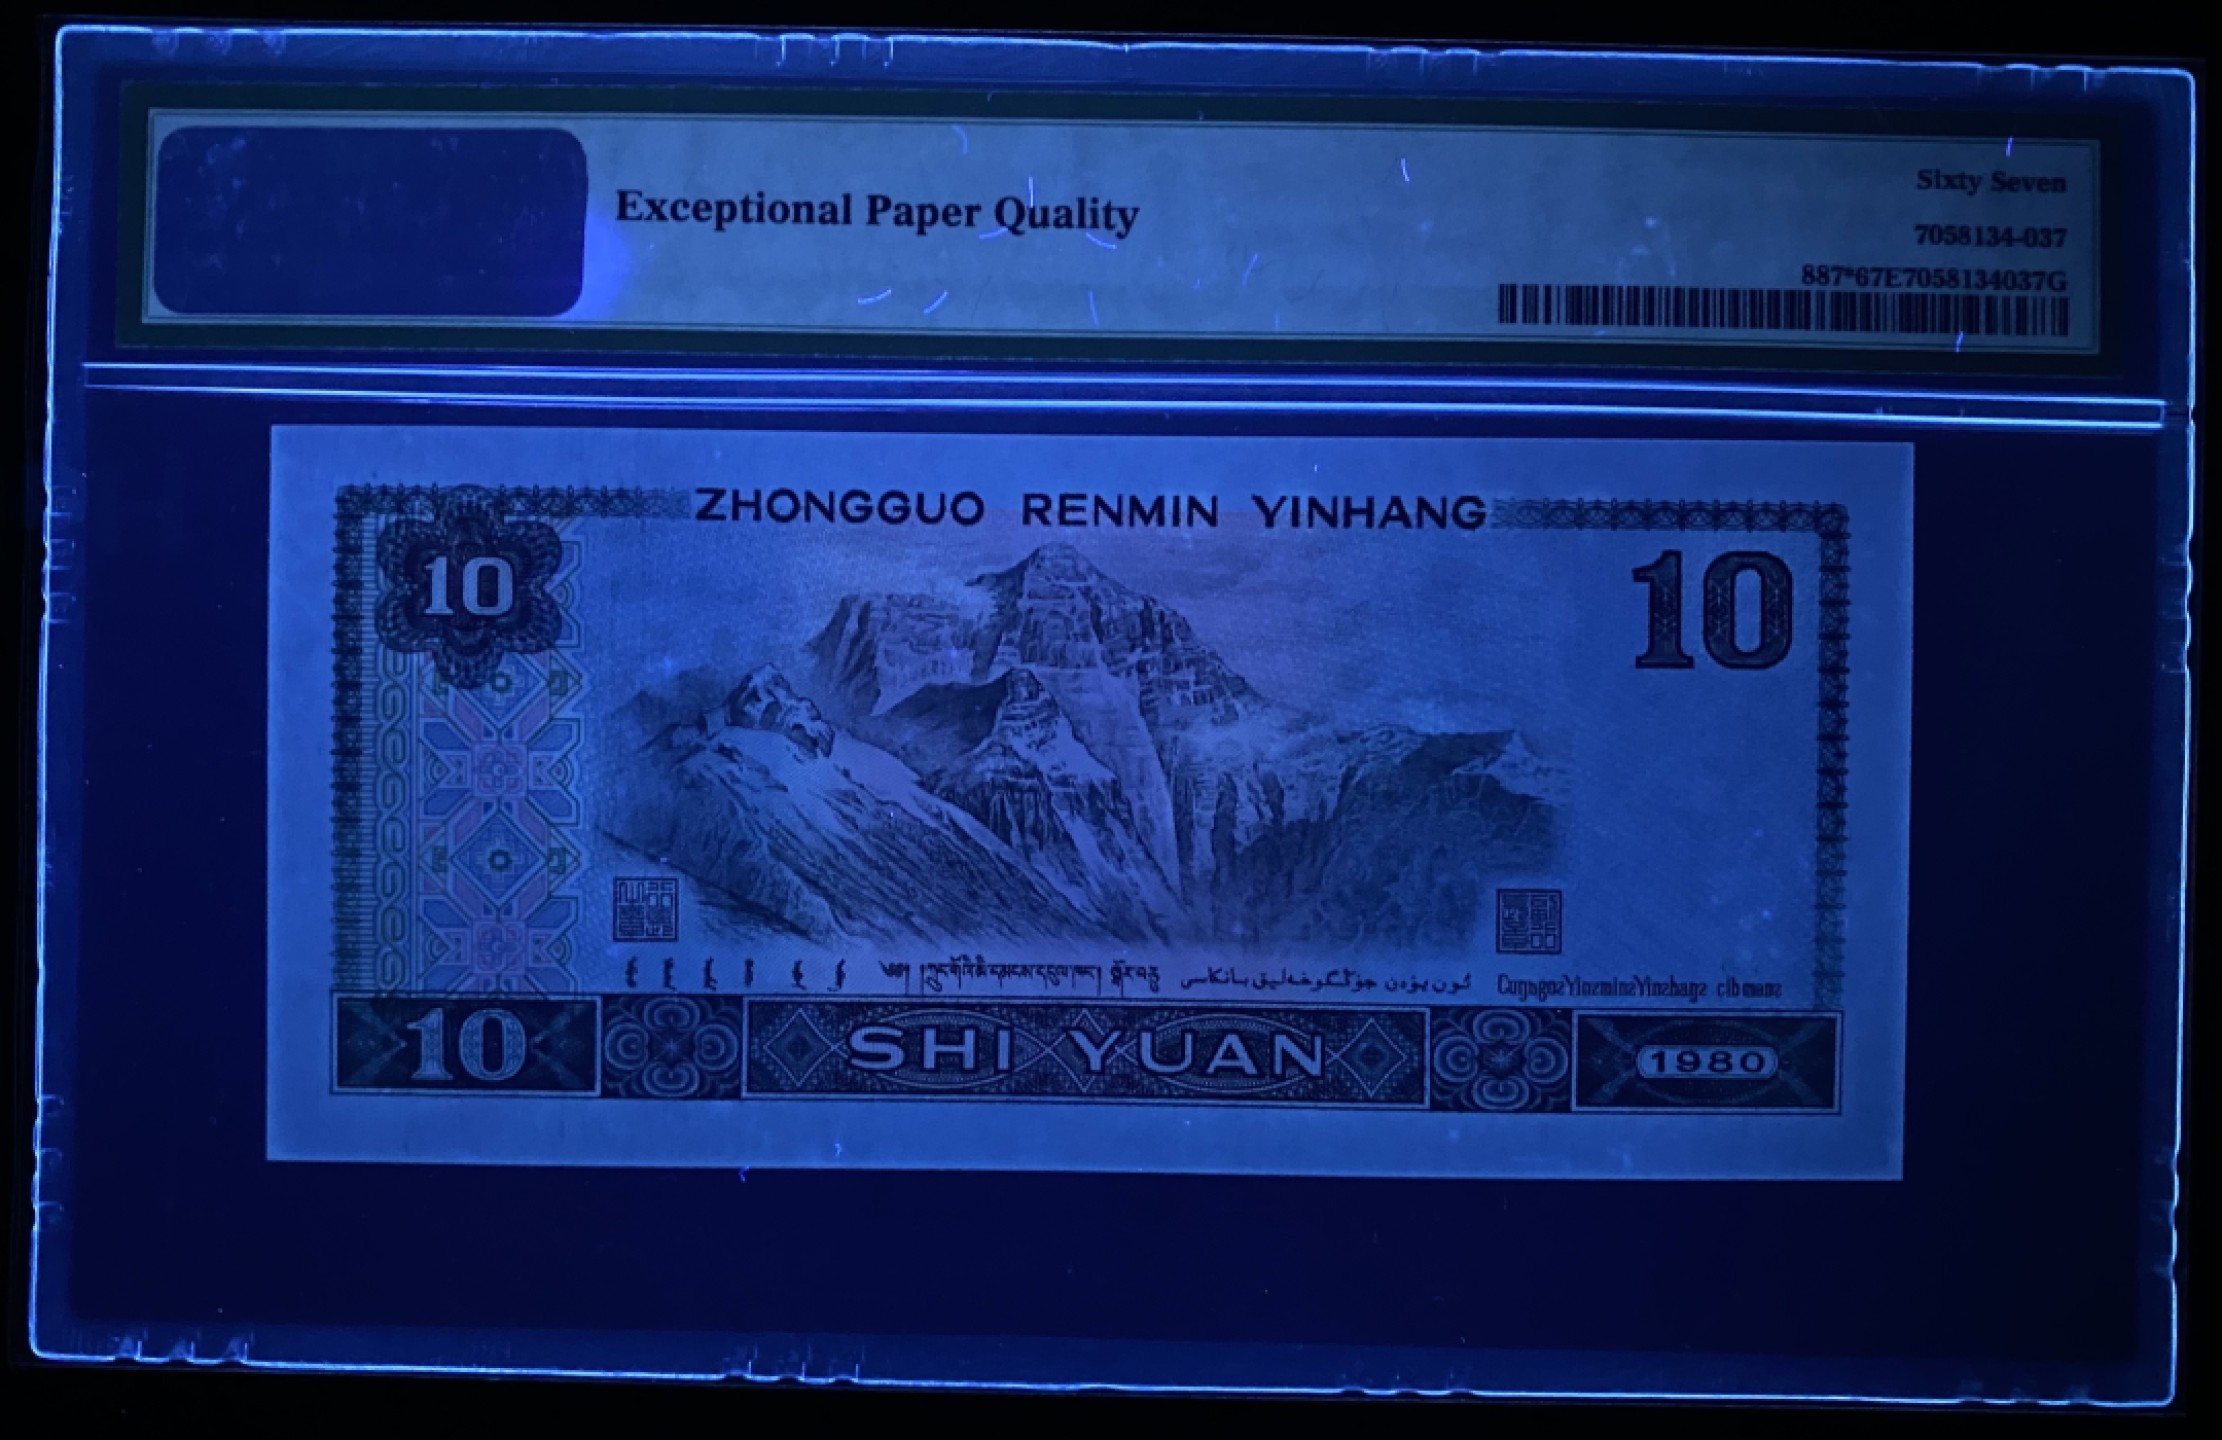 Exceptional Paper Quality
Sixty Seven
7058134-037
887*67E7058134037G
ZHONGGUO RENMIN YINHANG
10
10
10
SHI YUAN
1980